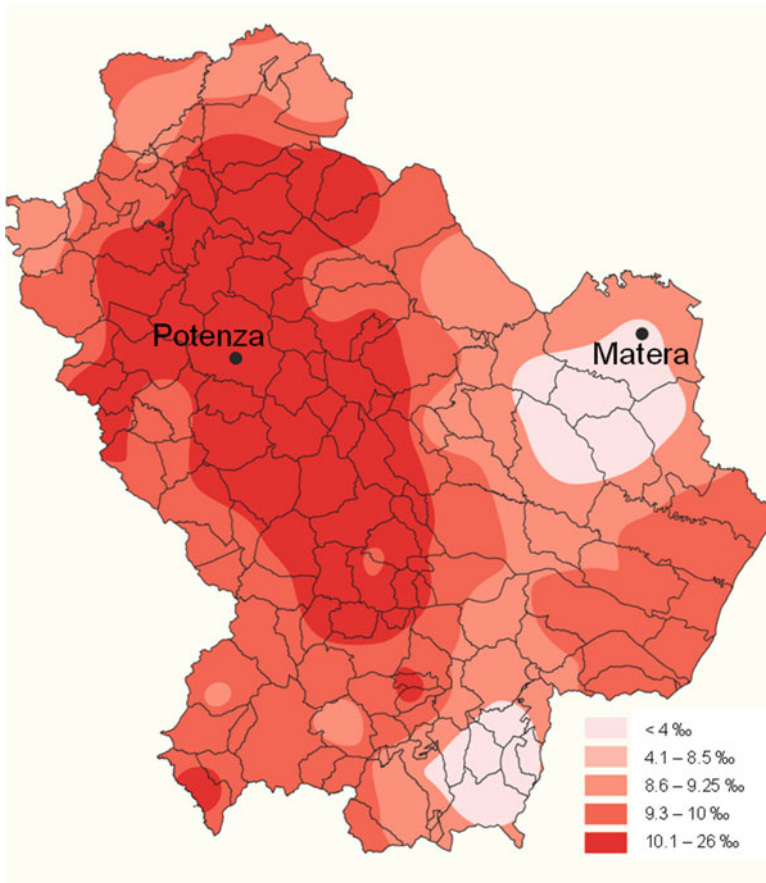 Potenza
Matera
< 4 ‰
4.1 – 8.5 ‰
8.6 – 9.25 ‰
9.3 – 10 ‰
10.1 – 26 ‰